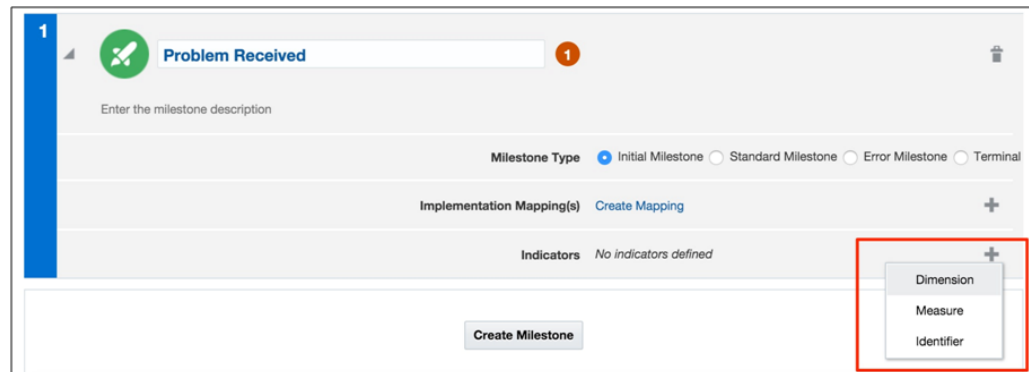 1
Problem Received
1
Enter the milestone description
Milestone Type Initial Milestone Standard Milestone Error Milestone Terminal
Implementation Mapping(s) Create Mapping
Indicators No indicators defined
Dimension
Measure
Identifier
Create Milestone